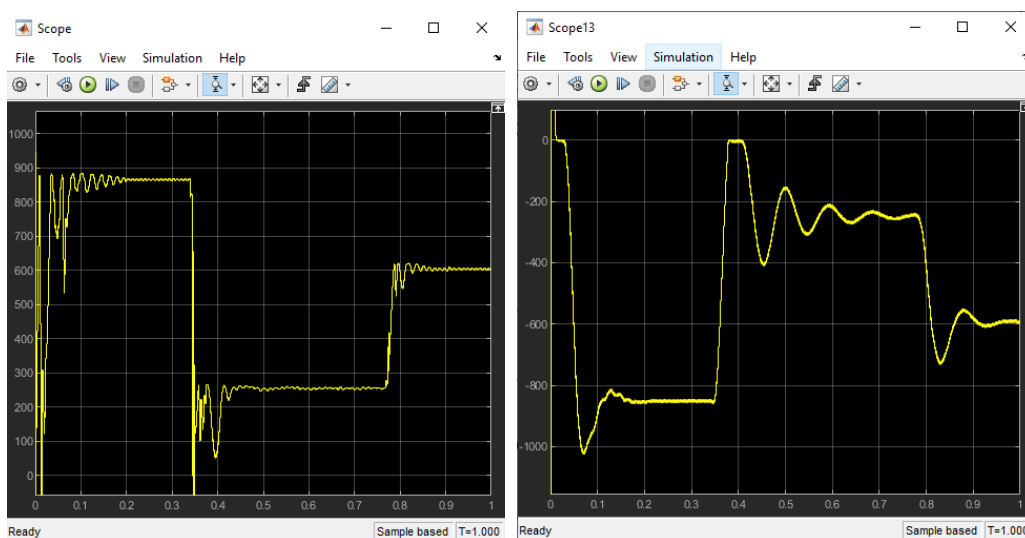 Scope
File Tools View Simulation Help
1000
900
800
700
600
500
400
300
200
100
0
0 0.1 0.2 0.3 0.4 0.5 0.6 0.7 0.8 0.9 1
Ready Sample based T=1.000
Scope13
File Tools View Simulation Help
0
-200
-400
-600
-800
-1000
0 0.1 0.2 0.3 0.4 0.5 0.6 0.7 0.8 0.9 1
Ready Sample based T=1.000